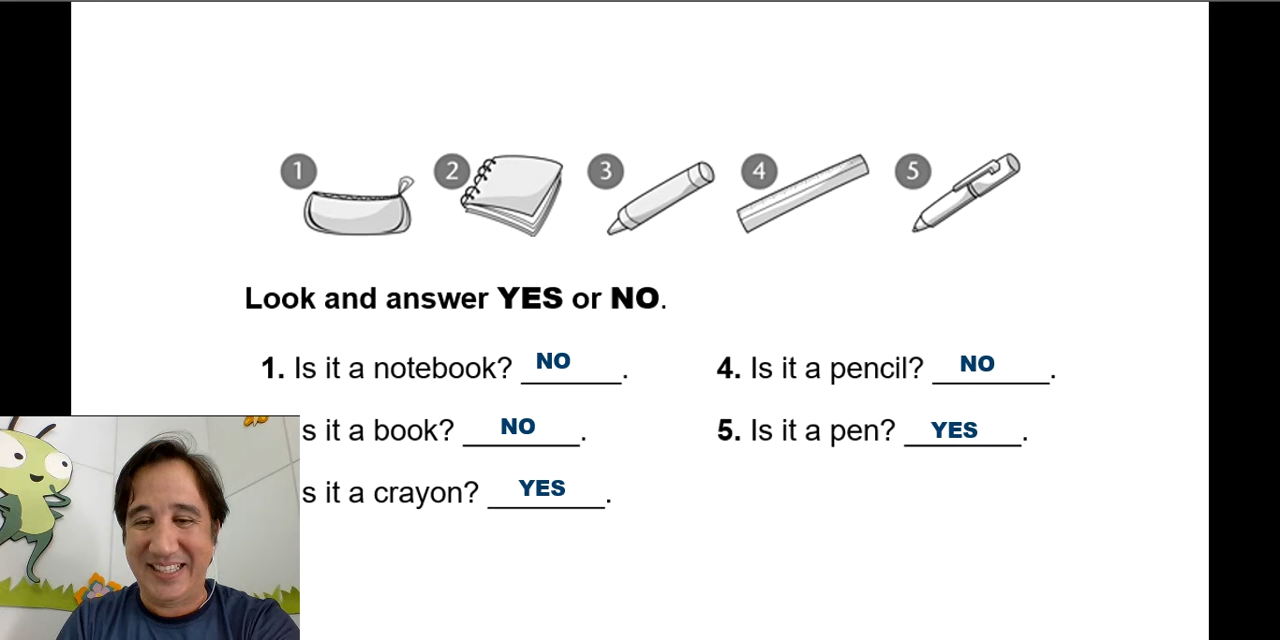 1 2 3 4 5
Look and answer YES or NO.
1. Is it a notebook? NO.
s it a book? NO.
s it a crayon? YES.
4. Is it a pencil? NO.
5. Is it a pen? YES.